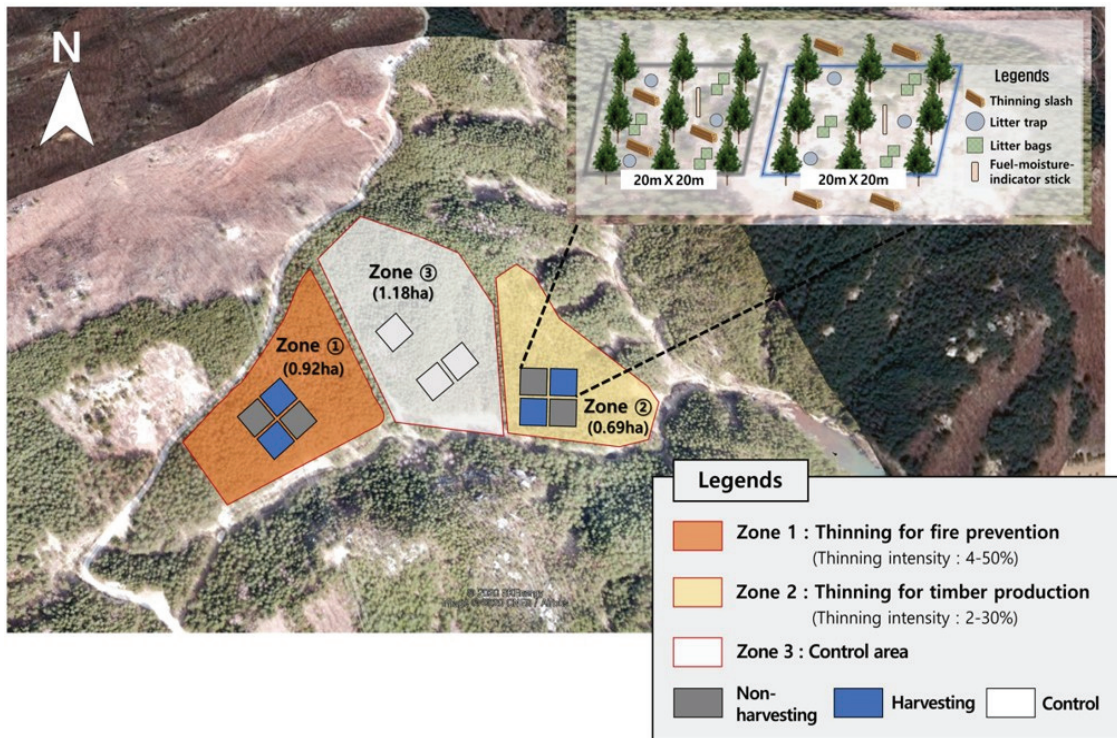 N
Legends
Thinning slash
Litter trap
Litter bags
Fuel-moisture-
indicator stick
20m X 20m
20m X 20m
Zone ③
(1.18ha)
Zone ①
(0.92ha)
Zone ②
(0.69ha)
Legends
Zone 1 : Thinning for fire prevention
(Thinning intensity : 4-50%)
Zone 2 : Thinning for timber production
(Thinning intensity : 2-30%)
Zone 3 : Control area
Non-
harvesting
Harvesting
Control